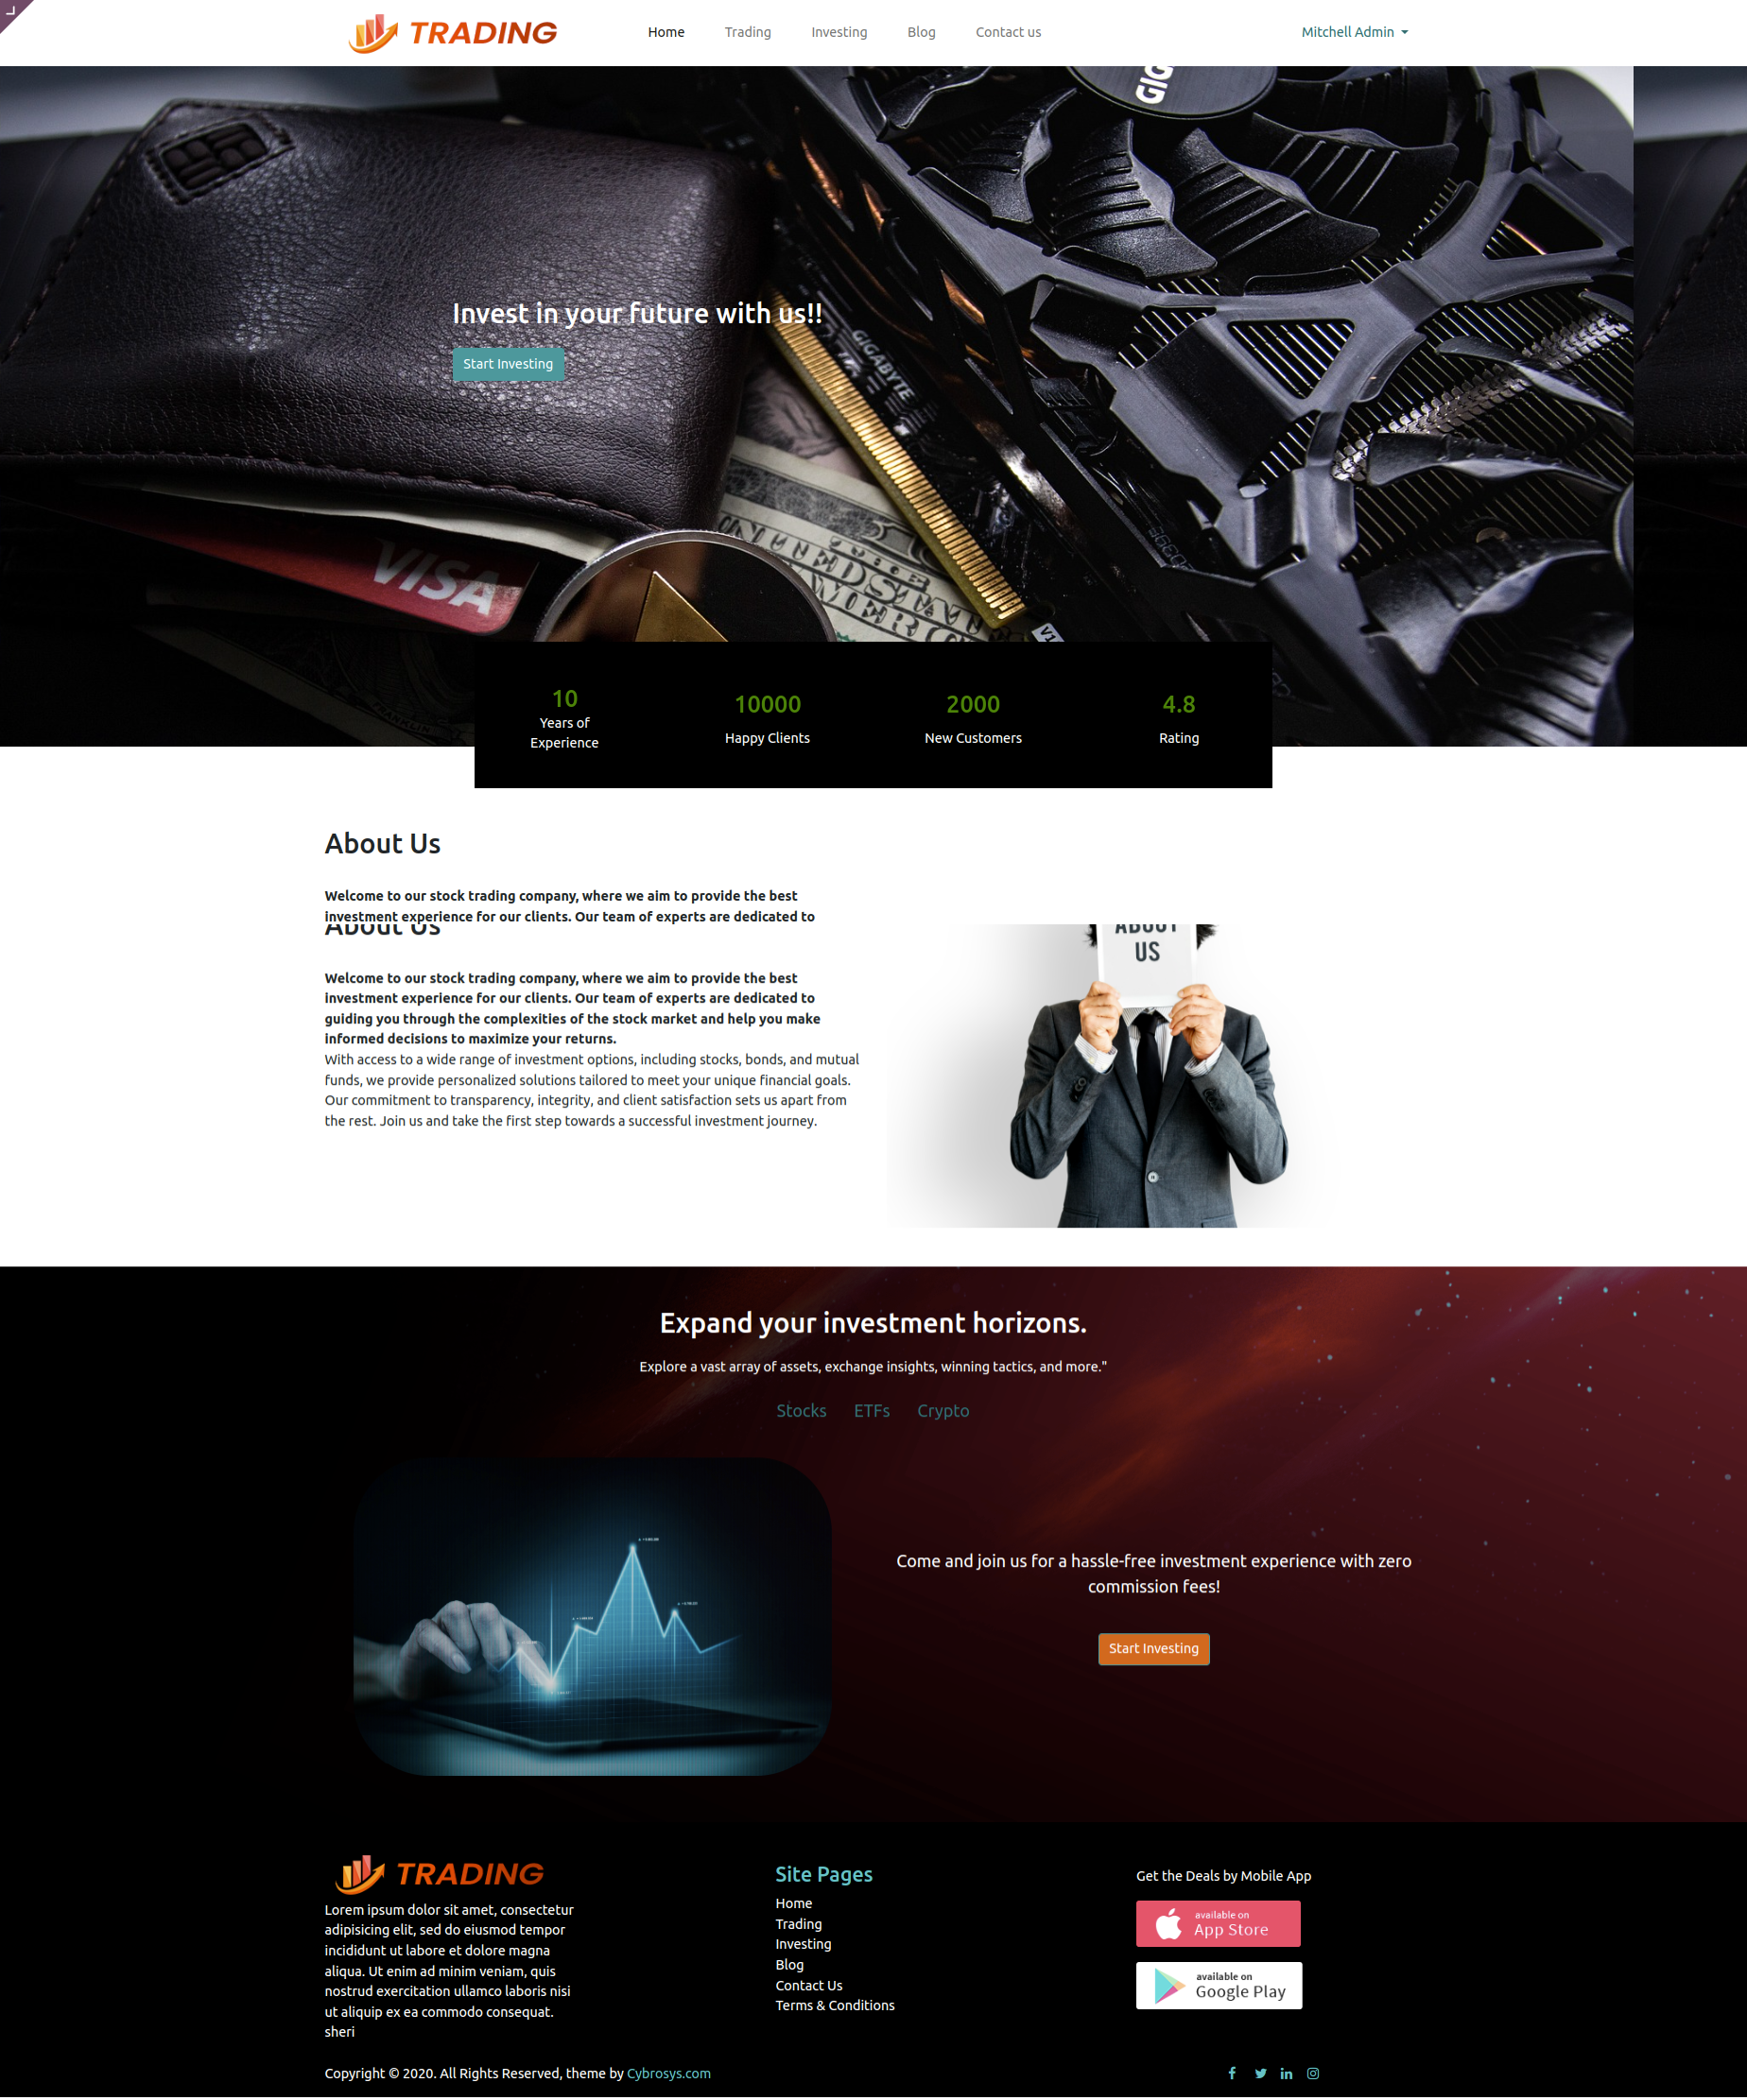 TRADING
Home
Trading
Investing
Blog
Contact us
Mitchell Admin
GIGABYTE
Invest in your future with us!!
Start Investing
VISA
10
Years of
Experience
10000
Happy Clients
2000
New Customers
4.8
Rating
About Us
Welcome to our stock trading company, where we aim to provide the best
investment experience for our clients. Our team of experts are dedicated to
About Us
ABOUT
US
Welcome to our stock trading company, where we aim to provide the best
investment experience for our clients. Our team of experts are dedicated to
guiding you through the complexities of the stock market and help you make
informed decisions to maximize your returns.
With access to a wide range of investment options, including stocks, bonds, and mutual
funds, we provide personalized solutions tailored to meet your unique financial goals.
Our commitment to transparency, integrity, and client satisfaction sets us apart from
the rest. Join us and take the first step towards a successful investment journey.
Expand your investment horizons.
Explore a vast array of assets, exchange insights, winning tactics, and more."
Stocks
ETFs
Crypto
Come and join us for a hassle-free investment experience with zero
commission fees!
Start Investing
TRADING
Lorem ipsum dolor sit amet, consectetur
adipisicing elit, sed do eiusmod tempor
incididunt ut labore et dolore magna
aliqua. Ut enim ad minim veniam, quis
nostrud exercitation ullamco laboris nisi
ut aliquip ex ea commodo consequat.
sheri
Site Pages
Home
Trading
Investing
Blog
Contact Us
Terms & Conditions
Get the Deals by Mobile App
available on
App Store
available on
Google Play
Copyright © 2020. All Rights Reserved, theme by Cybrosys.com